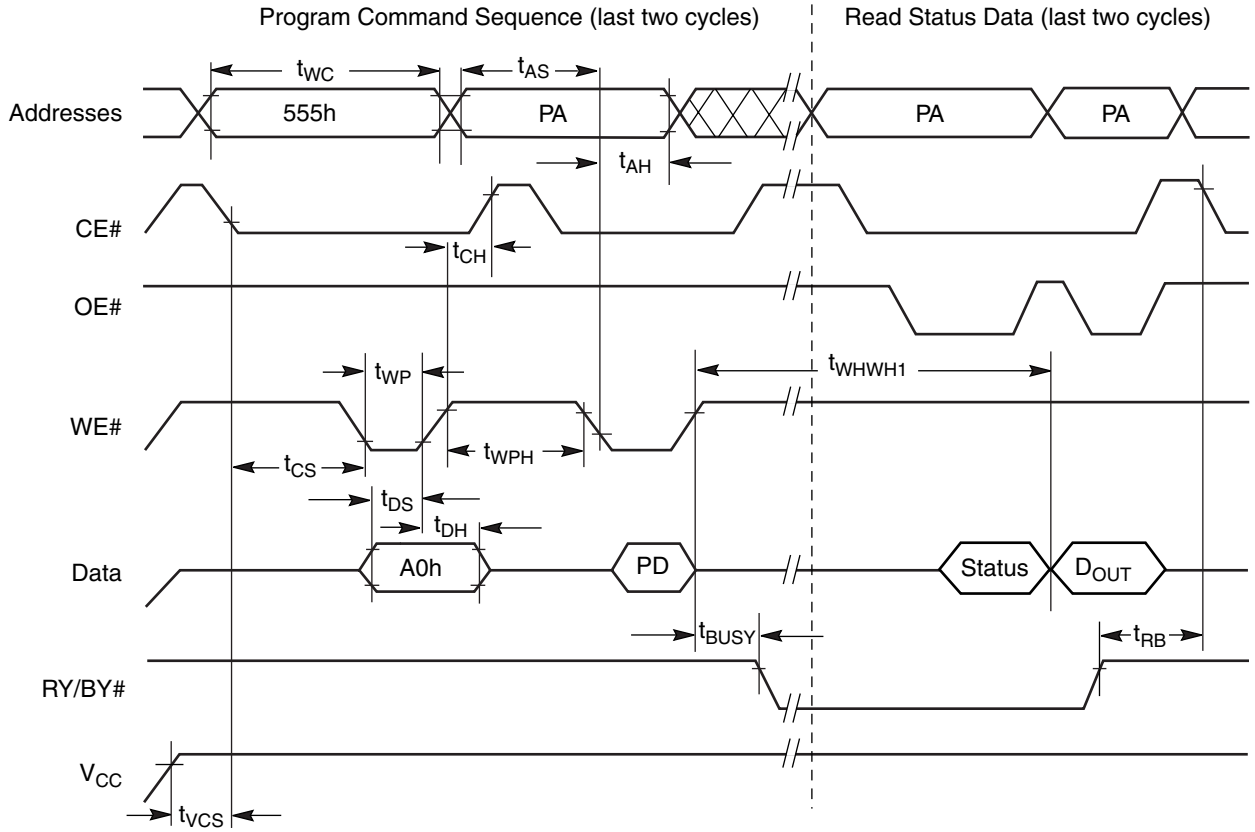 Program Command Sequence (last two cycles)
Read Status Data (last two cycles)
tWC
tAS
Addresses
555h
PA
PA
PA
tAH
CE#
tCH
OE#
tWP
tWHWH1
WE#
tCS
tWPH
tDS
tDH
Data
A0h
PD
Status
DOUT
tBUSY
tRB
RY/BY#
VCC
tVCS